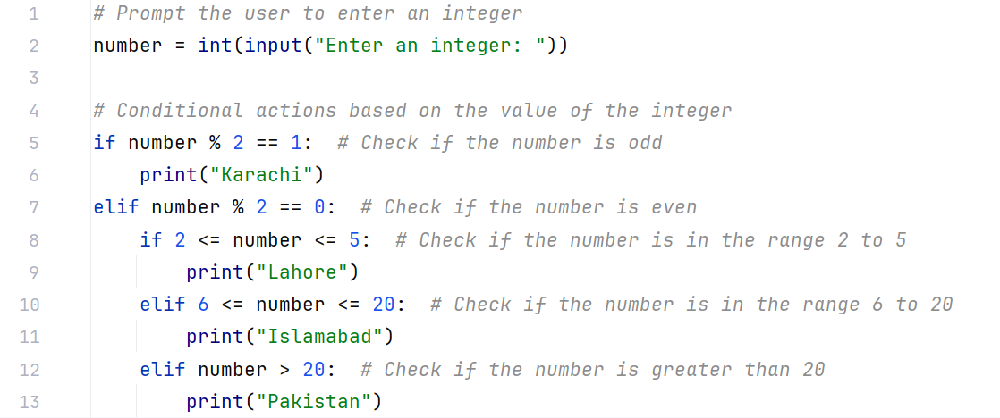 1 # Prompt the user to enter an integer
2 number = int(input("Enter an integer: "))
3
4 # Conditional actions based on the value of the integer
5 if number % 2 == 1:  # Check if the number is odd
6     print("Karachi")
7 elif number % 2 == 0:  # Check if the number is even
8     if 2 <= number <= 5:  # Check if the number is in the range 2 to 5
9         print("Lahore")
10     elif 6 <= number <= 20:  # Check if the number is in the range 6 to 20
11         print("Islamabad")
12     elif number > 20:  # Check if the number is greater than 20
13         print("Pakistan")